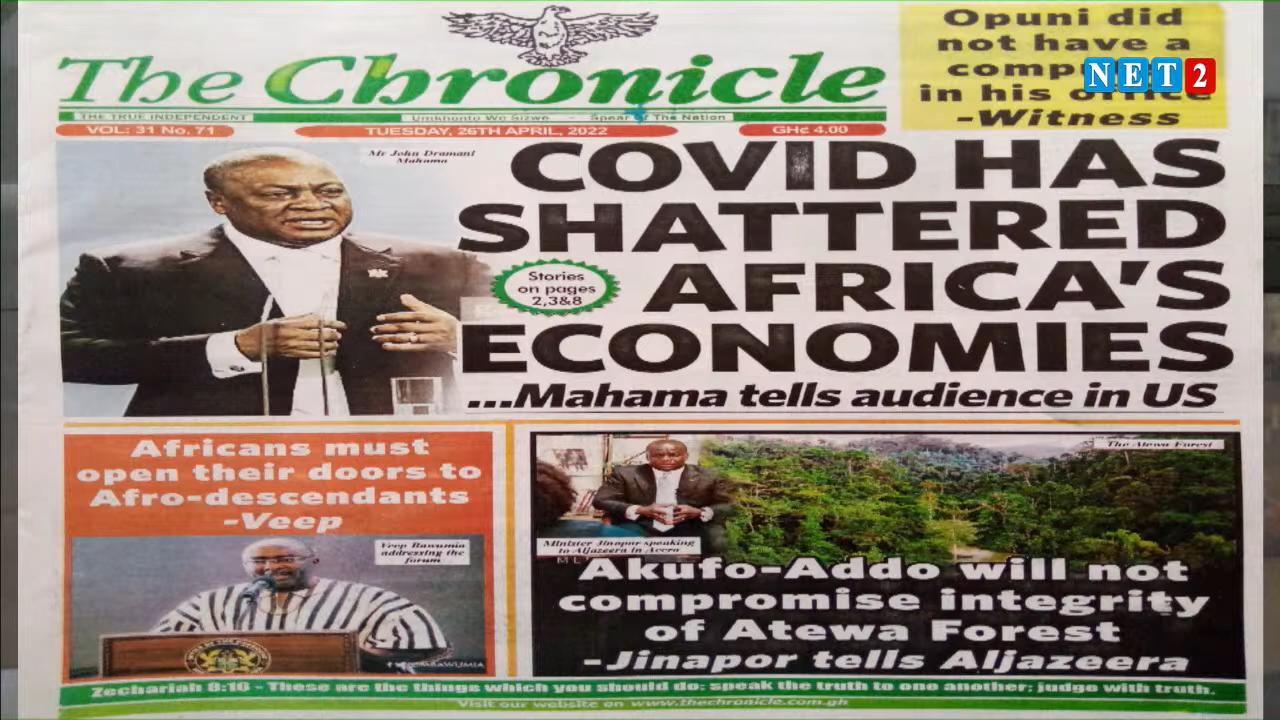 Opuni did
not have a
in his office
-Witness
NET 2
The Chronicle
THE TRUE INDEPENDENT
Umkhonto We Sizwe - Spear of The Nation
VOL: 31 No. 71
TUESDAY, 26TH APRIL, 2022
GH¢ 4.00
Mr John Dramani
Mahama
COVID HAS
SHATTERED
AFRICA'S
ECONOMIES
Stories
on pages
2,3&8
...Mahama tells audience in US
Africans must
open their doors to
Afro-descendants
-Veep
Veep Bawumia
addressing the
forum
The Atewa Forest
Minister Jinapor speaking
to Aljazeera in Accra
Akufo-Addo will not
compromise integrity
of Atewa Forest
-Jinapor tells Aljazeera
Zechariah 8:16 - These are the things which you should do: speak the truth to one another; judge with truth.
Visit our website on www.thechronicle.com.gh